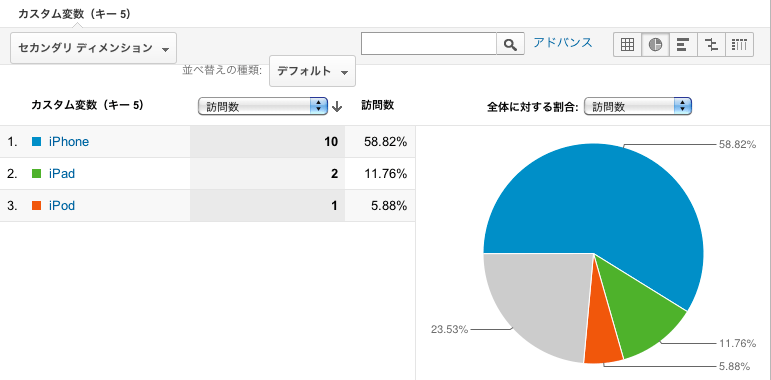 カスタム変数（キー 5）
セカンダリ ディメンション
並べ替えの種類:
デフォルト
アドバンス
カスタム変数（キー 5） 訪問数 訪問数
全体に対する割合: 訪問数
1. iPhone 10 58.82%
2. iPad 2 11.76%
3. iPod 1 5.88%
58.82%
23.53%
11.76%
5.88%